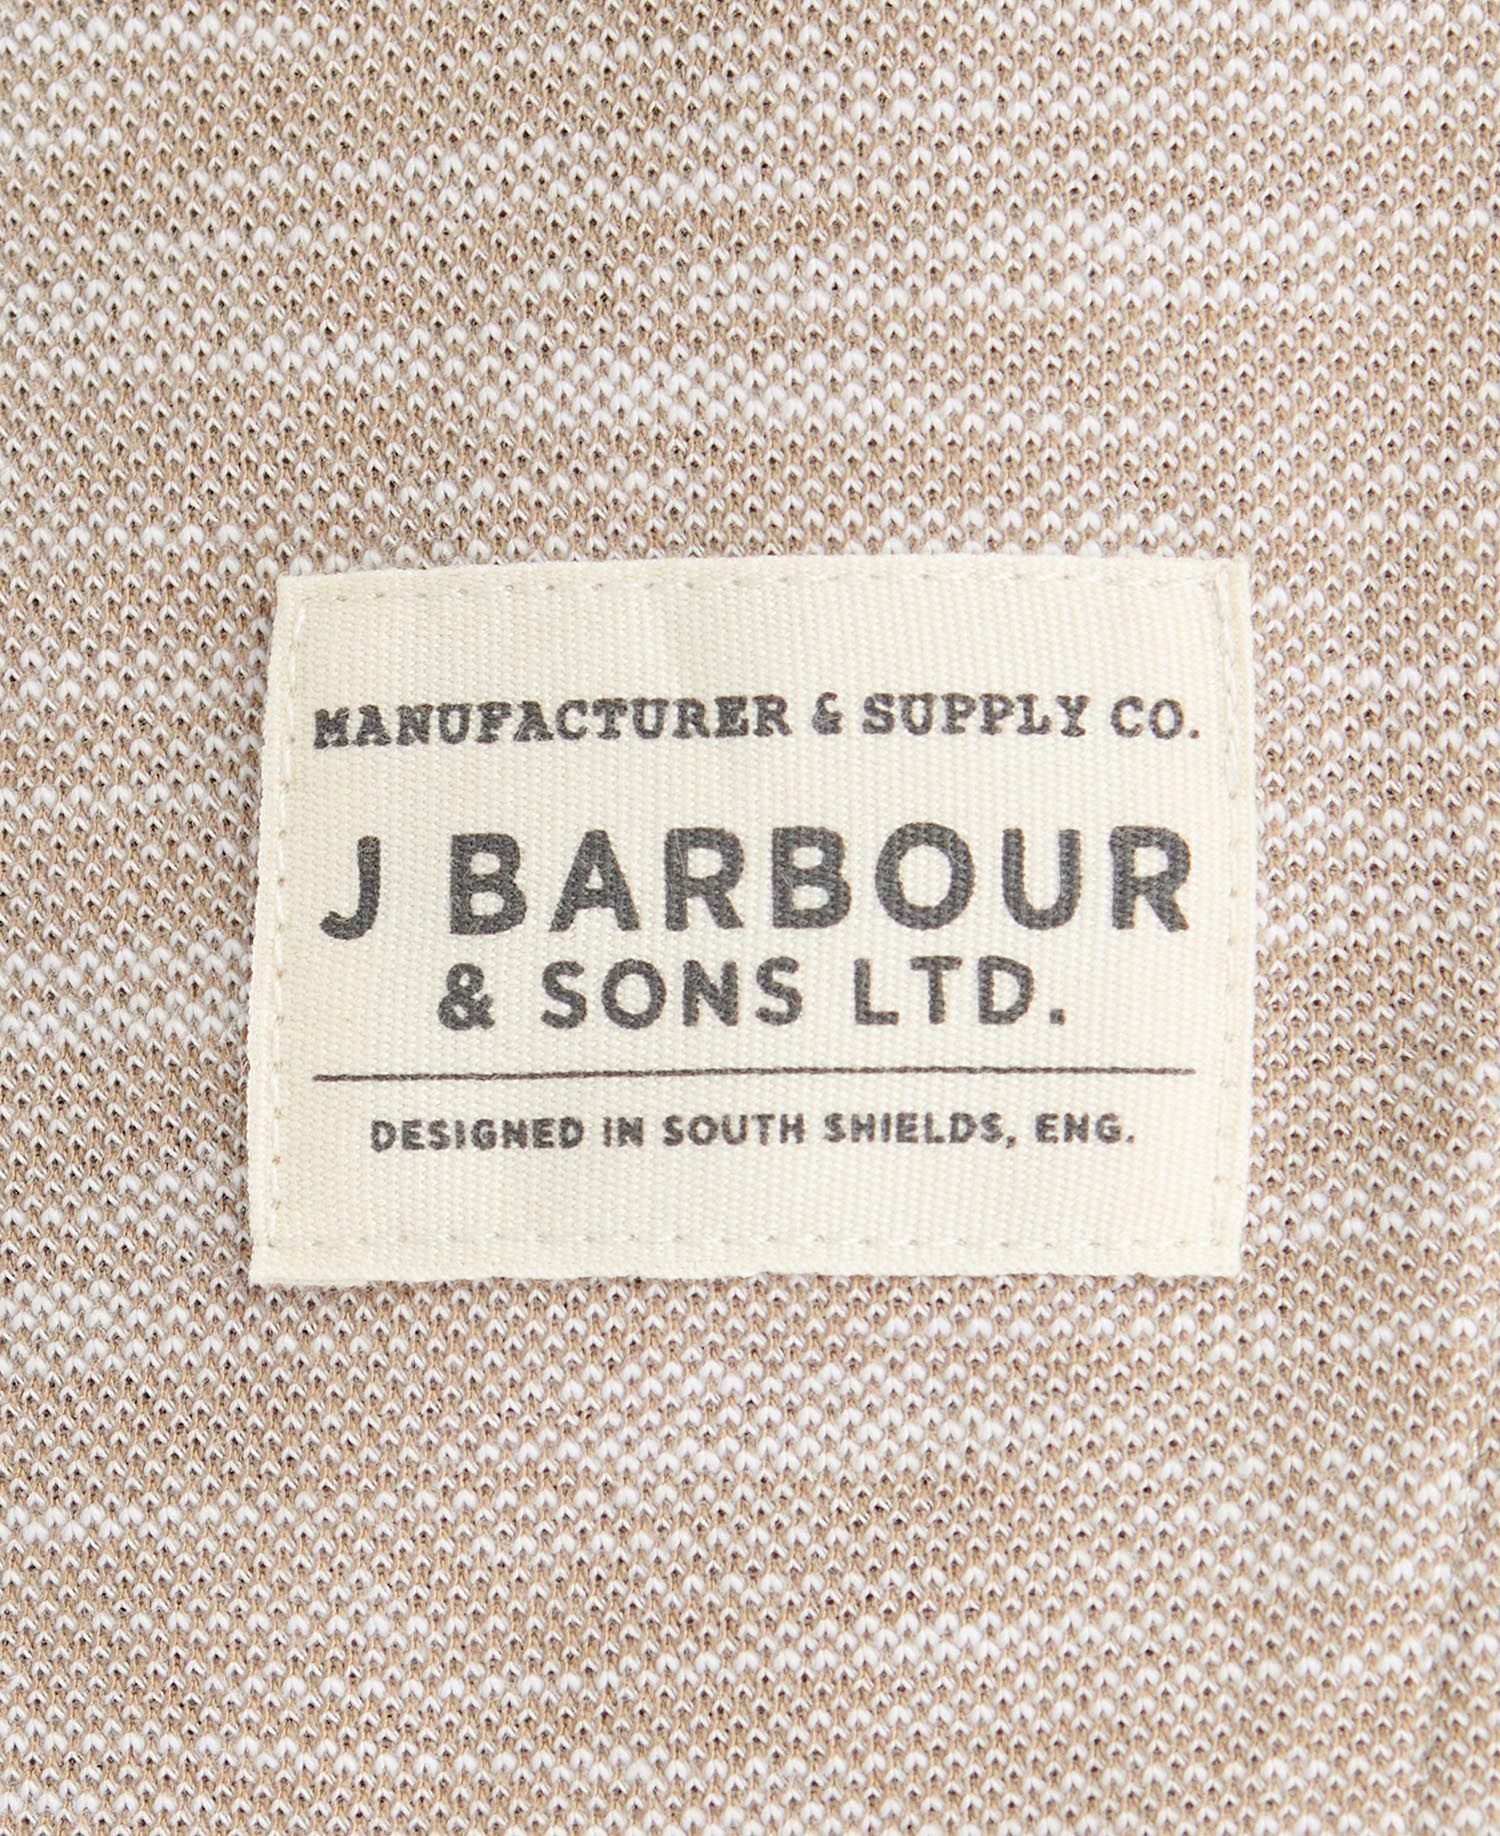 MANUFACTURER & SUPPLY CO.
J BARBOUR
& SONS LTD.
DESIGNED IN SOUTH SHIELDS, ENG.